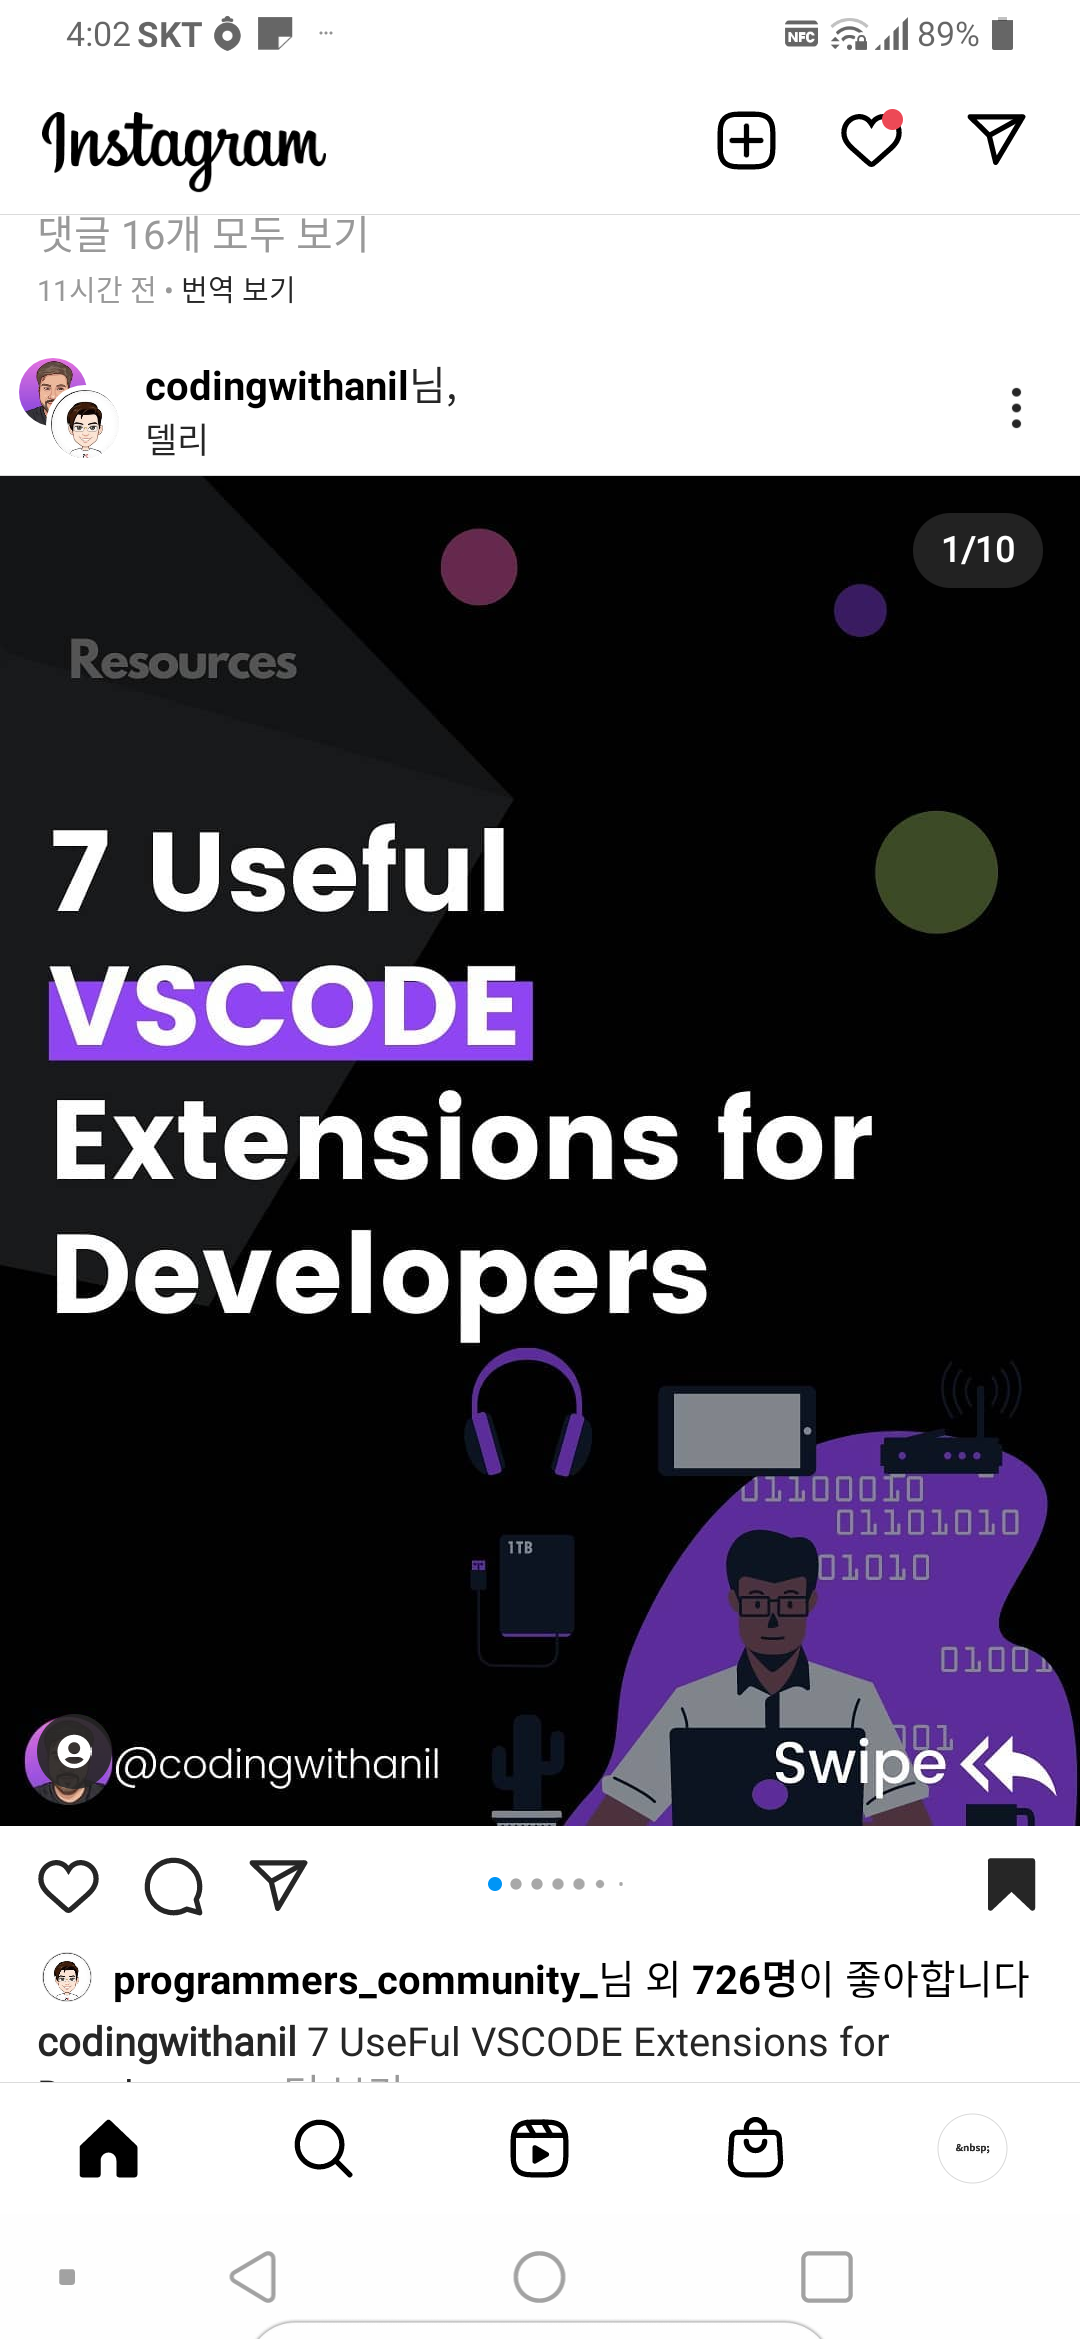 4:02 SKT ... NFC 89%
Instagram
댓글 16개 모두 보기
11시간 전 • 번역 보기
codingwithanil님,
델리
1/10
Resources
7 Useful
VSCODE
Extensions for
Developers
01100010
01101010
01010
1TB
01001
001
@codingwithanil
Swipe
programmers_community_님 외 726명이 좋아합니다
codingwithanil 7 UseFul VSCODE Extensions for
&nbsp;